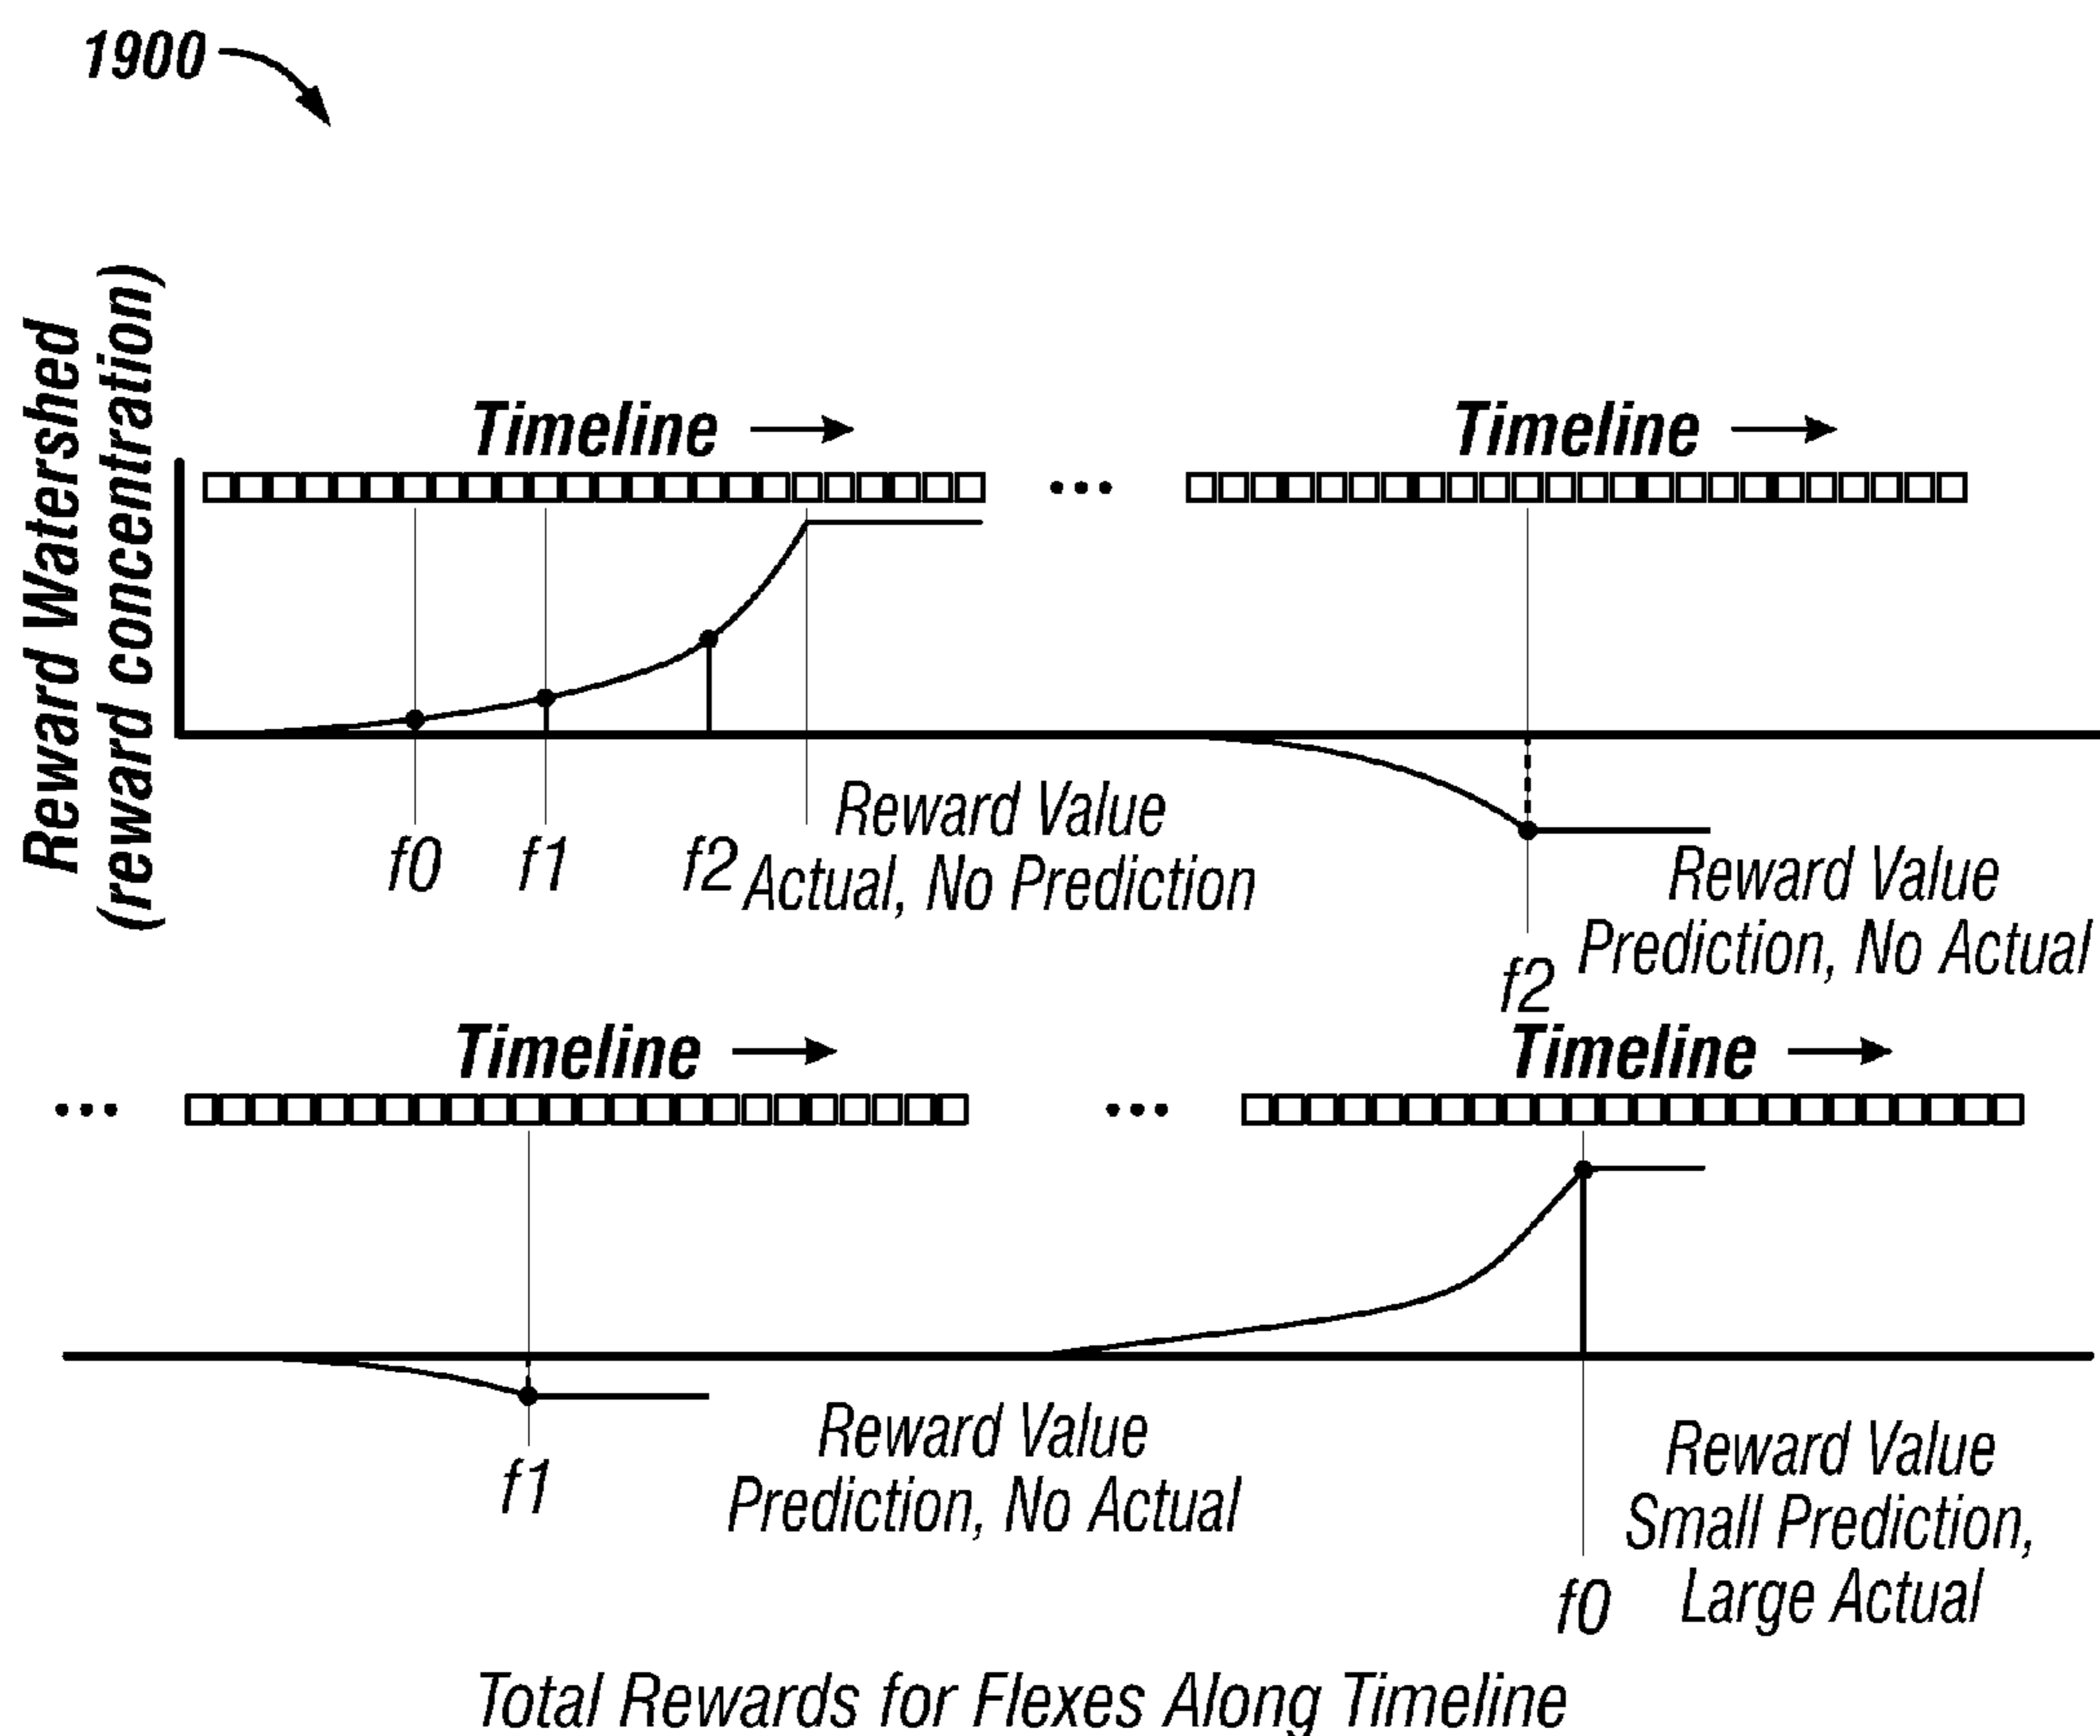 1900
Reward Watershed
(reward concentration)
Timeline
Timeline
...
f0
f1
f2
Reward Value
Actual, No Prediction
f2
Reward Value
Prediction, No Actual
Timeline
Timeline
...
...
f1
Reward Value
Prediction, No Actual
f0
Reward Value
Small Prediction,
Large Actual
Total Rewards for Flexes Along Timeline